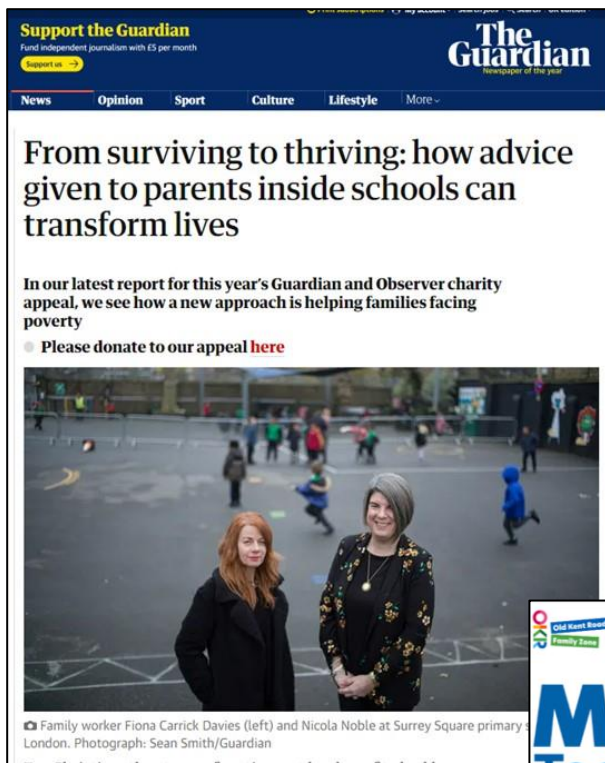 Support the Guardian
Fund independent journalism with £5 per month
Support us →
The
Guardian
Newspaper of the year
News Opinion Sport Culture Lifestyle More
From surviving to thriving: how advice
given to parents inside schools can
transform lives
In our latest report for this year's Guardian and Observer charity
appeal, we see how a new approach is helping families facing
poverty
Please donate to our appeal here
Family worker Fiona Carrick Davies (left) and Nicola Noble at Surrey Square primary
London. Photograph: Sean Smith/Guardian
OKR
Old Kent Road
Family Zone
M